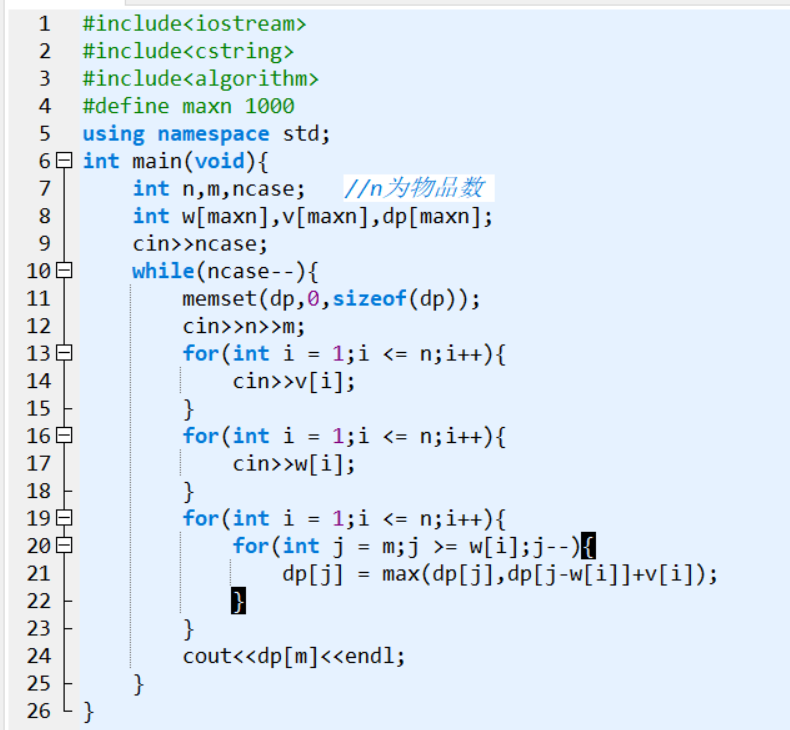 1 #include<iostream>
2 #include<cstring>
3 #include<algorithm>
4 #define maxn 1000
5 using namespace std;
6 int main(void){
7     int n,m,ncase;   //n为物品数
8     int w[maxn],v[maxn],dp[maxn];
9     cin>>ncase;
10     while(ncase--){
11         memset(dp,0,sizeof(dp));
12         cin>>n>>m;
13         for(int i = 1;i <= n;i++){
14             cin>>v[i];
15         }
16         for(int i = 1;i <= n;i++){
17             cin>>w[i];
18         }
19         for(int i = 1;i <= n;i++){
20             for(int j = m;j >= w[i];j--){
21                 dp[j] = max(dp[j],dp[j-w[i]]+v[i]);
22             }
23         }
24         cout<<dp[m]<<endl;
25     }
26 }